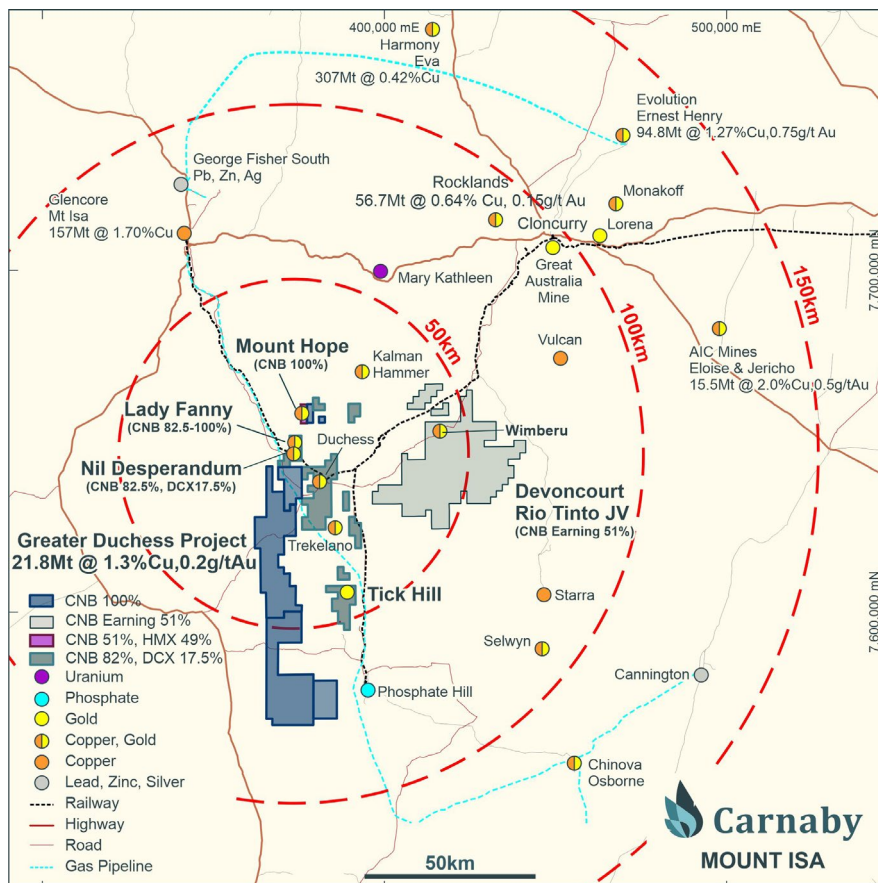 400,000 mE
500,000 mE
Harmony
Eva
307Mt @ 0.42%Cu
Evolution
Ernest Henry
94.8Mt @ 1.27%Cu,0.75g/t Au
George Fisher South
Pb, Zn, Ag
Glencore
Mt Isa
157Mt @ 1.70%Cu
Rocklands
56.7Mt @ 0.64% Cu, 0.15g/t Au
Monakoff
Cloncurry
Lorena
Great
Australia
Mine
Mary Kathleen
7,700,000 mN
50km
100km
150km
Mount Hope
(CNB 100%)
Kalman
Hammer
Vulcan
AIC Mines
Eloise & Jericho
15.5Mt @ 2.0%Cu,0.5g/tAu
Lady Fanny
(CNB 82.5-100%)
Duchess
Wimberu
Nil Desperandum
(CNB 82.5%, DCX17.5%)
Devoncourt
Rio Tinto JV
(CNB Earning 51%)
Greater Duchess Project
21.8Mt @ 1.3%Cu,0.2g/tAu
Trekelano
Tick Hill
Starra
Selwyn
7,600,000 mN
Cannington
Phosphate Hill
Chinova
Osborne
CNB 100%
CNB Earning 51%
CNB 51%, HMX 49%
CNB 82%, DCX 17.5%
Uranium
Phosphate
Gold
Copper, Gold
Copper
Lead, Zinc, Silver
Railway
Highway
Road
Gas Pipeline
50km
Carnaby
MOUNT ISA